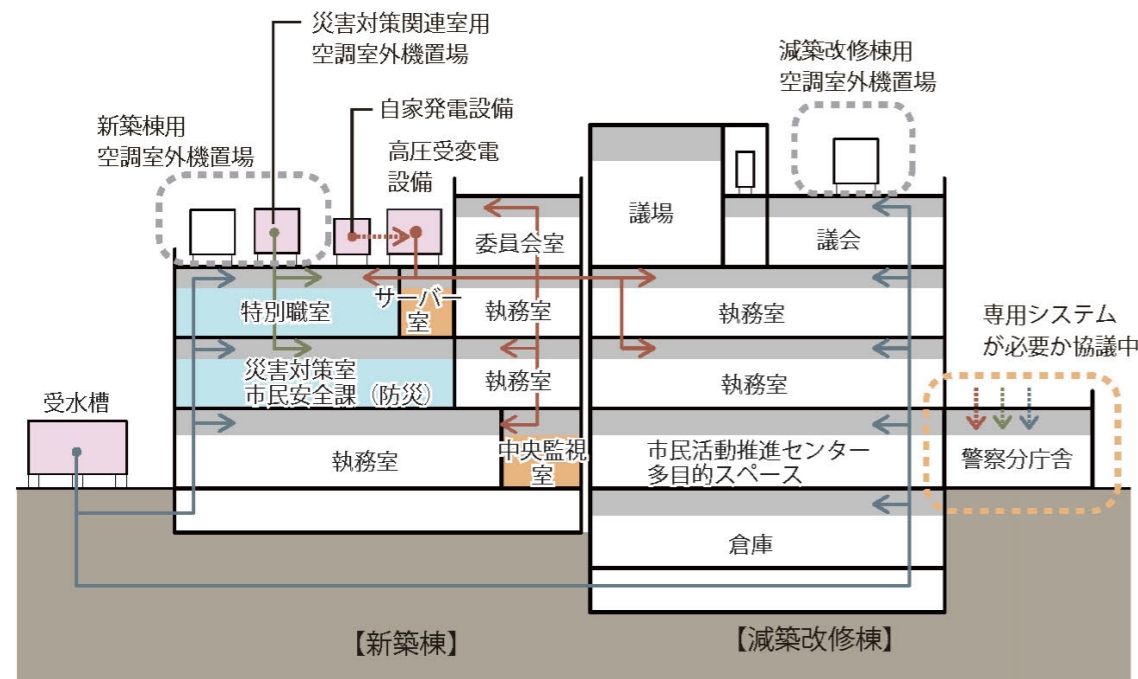 災害対策関連室用
空調室外機置場
減築改修棟用
空調室外機置場
自家発電設備
新築棟用
空調室外機置場
高圧受変電
設備
議場
委員会室
議会
特別職室
サーバー
室
執務室
執務室
専用システム
が必要か協議中
災害対策室
市民安全課（防災）
執務室
執務室
受水槽
執務室
中央監視
室
市民活動推進センター
多目的スペース
警察分庁舎
倉庫
【新築棟】
【減築改修棟】